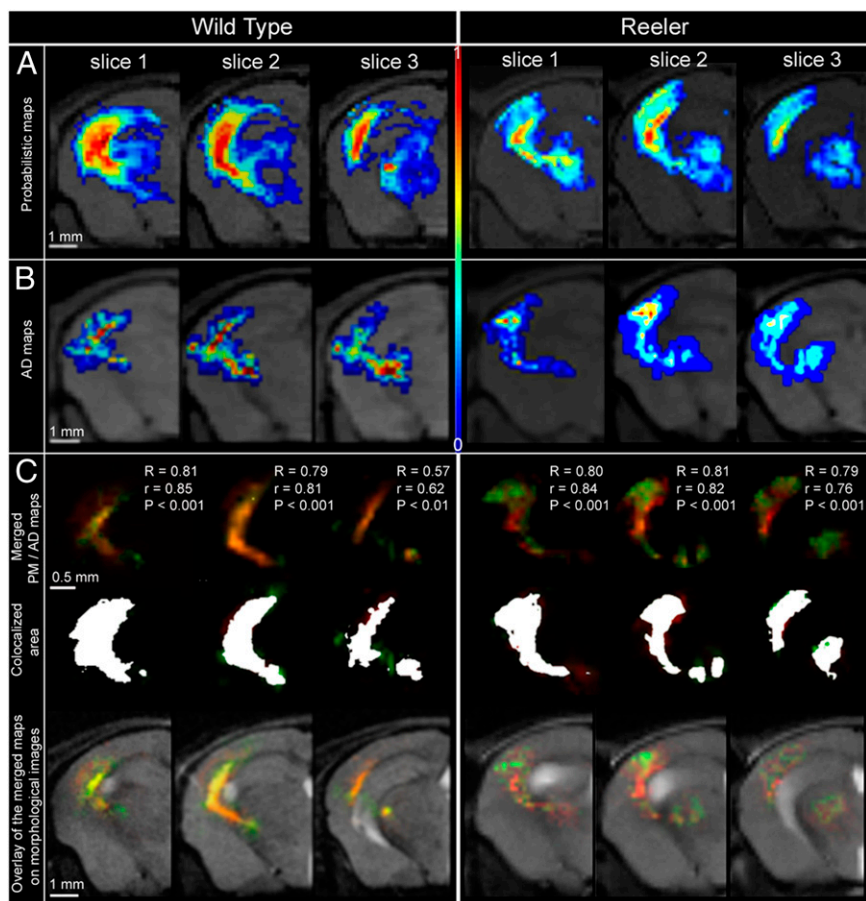 Wild Type
Reeler
A
slice 1
slice 2
slice 3
1
slice 1
slice 2
slice 3
Probabilistic maps
1 mm
B
AD maps
1 mm
0
C
R = 0.81
r = 0.85
P < 0.001
R = 0.79
r = 0.81
P < 0.001
R = 0.57
r = 0.62
P < 0.01
R = 0.80
r = 0.84
P < 0.001
R = 0.81
r = 0.82
P < 0.001
R = 0.79
r = 0.76
P < 0.001
Merged
PM / AD maps
0.5 mm
Colocalized
area
Overlay of the merged maps
on morphological images
1 mm